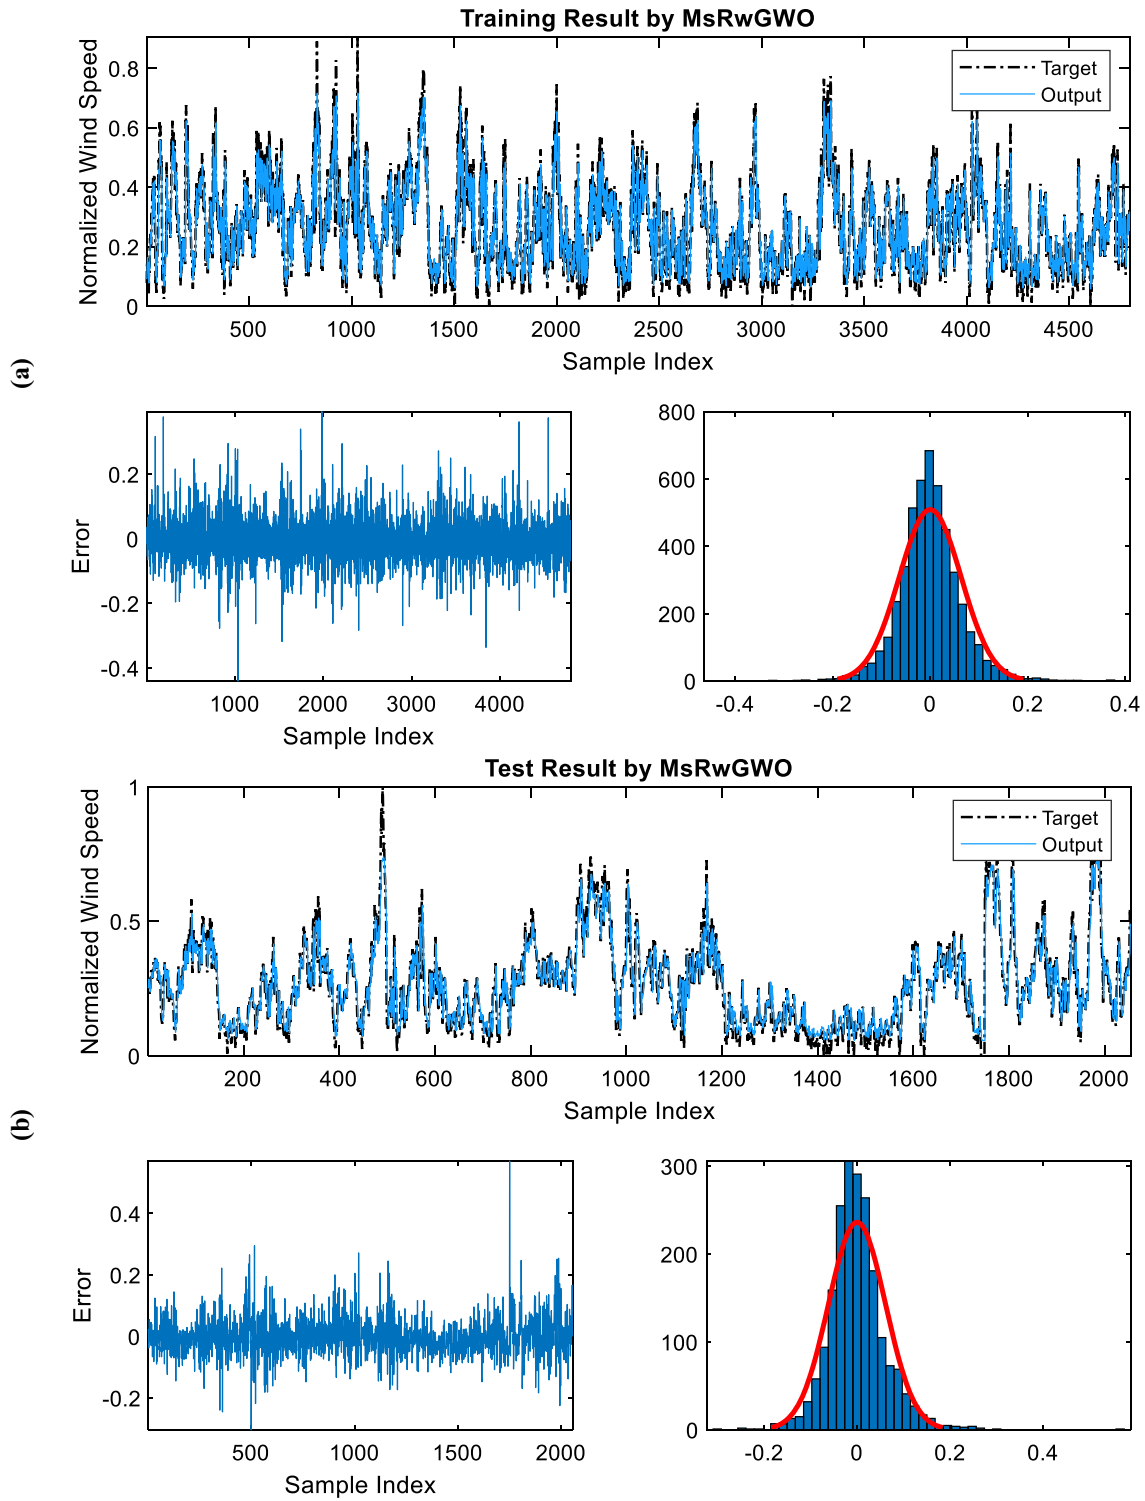 Training Result by MsRwGWO
Normalized Wind Speed
0.8
0.6
0.4
0.2
0
Target
Output
500 1000 1500 2000 2500 3000 3500 4000 4500
Sample Index
(a)
Error
0.2
0
-0.2
-0.4
1000 2000 3000 4000
Sample Index
800
600
400
200
0
-0.4 -0.2 0 0.2 0.4
Test Result by MsRwGWO
Normalized Wind Speed
1
0.5
0
Target
Output
200 400 600 800 1000 1200 1400 1600 1800 2000
Sample Index
(b)
Error
0.4
0.2
0
-0.2
500 1000 1500 2000
Sample Index
300
200
100
0
-0.2 0 0.2 0.4